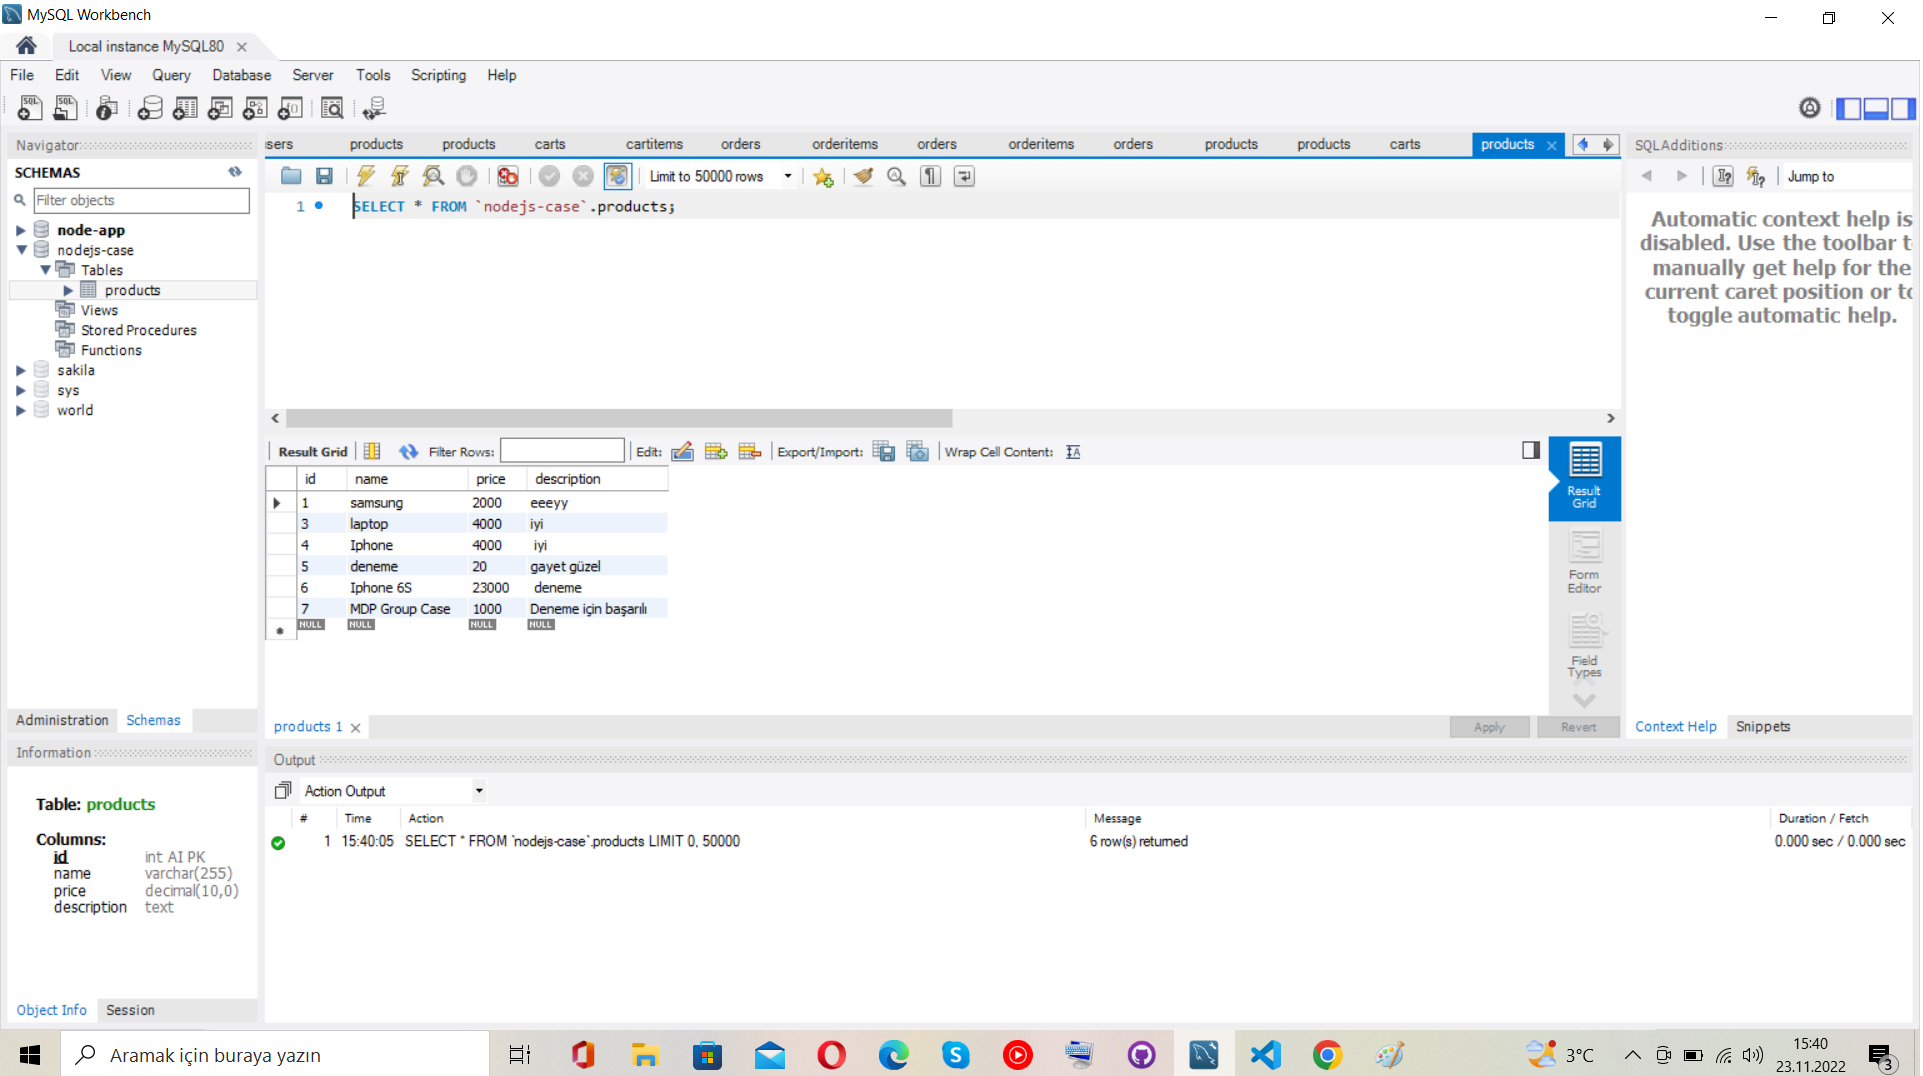 MySQL Workbench
Local instance MySQL80
File Edit View Query Database Server Tools Scripting Help
Navigator
SCHEMAS
Filter objects
node-app
nodejs-case
Tables
products
Views
Stored Procedures
Functions
sakila
sys
world
Administration Schemas
Information
Table: products
Columns:
id int AI PK
name varchar(255)
price decimal(10,0)
description text
Object Info Session
sers products products carts cartitems orders orderitems orders orderitems orders products products carts products
Limit to 50000 rows
1 SELECT * FROM `nodejs-case`.products;
Result Grid Filter Rows: Edit: Export/Import: Wrap Cell Content:
id name price description
1 samsung 2000 eeeyy
3 laptop 4000 iyi
4 Iphone 4000 iyi
5 deneme 20 gayet güzel
6 Iphone 6S 23000 deneme
7 MDP Group Case 1000 Deneme için başarılı
NULL NULL NULL NULL
Result
Grid
Form
Editor
Field
Types
products 1
Apply Revert
SQLAdditions
Jump to
Automatic context help is
disabled. Use the toolbar t
manually get help for the
current caret position or to
toggle automatic help.
Context Help Snippets
Output
Action Output
# Time Action Message Duration / Fetch
1 15:40:05 SELECT * FROM `nodejs-case`.products LIMIT 0, 50000 6 row(s) returned 0.000 sec / 0.000 sec
Aramak için buraya yazın
3°C
15:40
23.11.2022
3